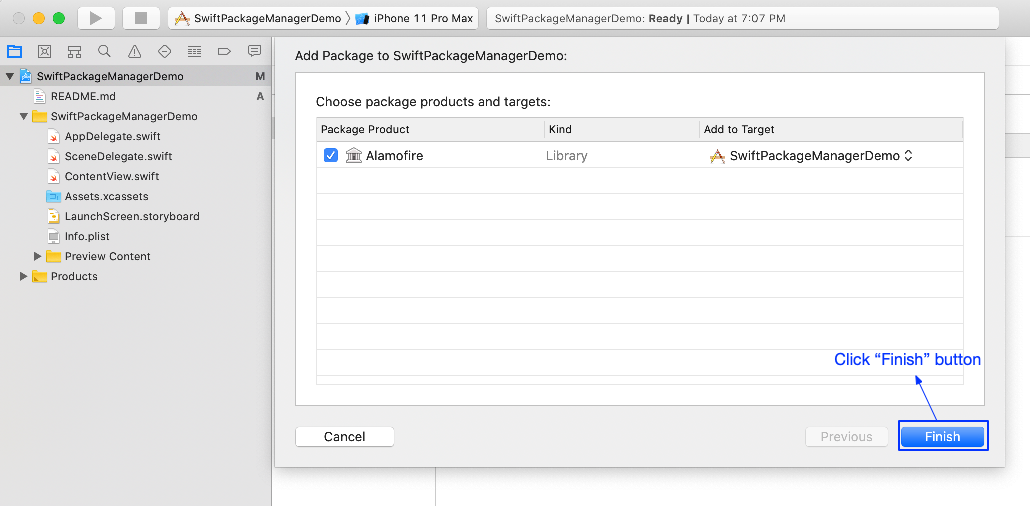 SwiftPackageManagerDemo 〉 iPhone 11 Pro Max
SwiftPackageManagerDemo: Ready | Today at 7:07 PM
SwiftPackageManagerDemo M
README.md A
SwiftPackageManagerDemo
AppDelegate.swift
SceneDelegate.swift
ContentView.swift
Assets.xcassets
LaunchScreen.storyboard
Info.plist
Preview Content
Products
Add Package to SwiftPackageManagerDemo:
Choose package products and targets:
Package Product Kind Add to Target
Alamofire Library SwiftPackageManagerDemo
Click “Finish” button
Cancel Previous Finish